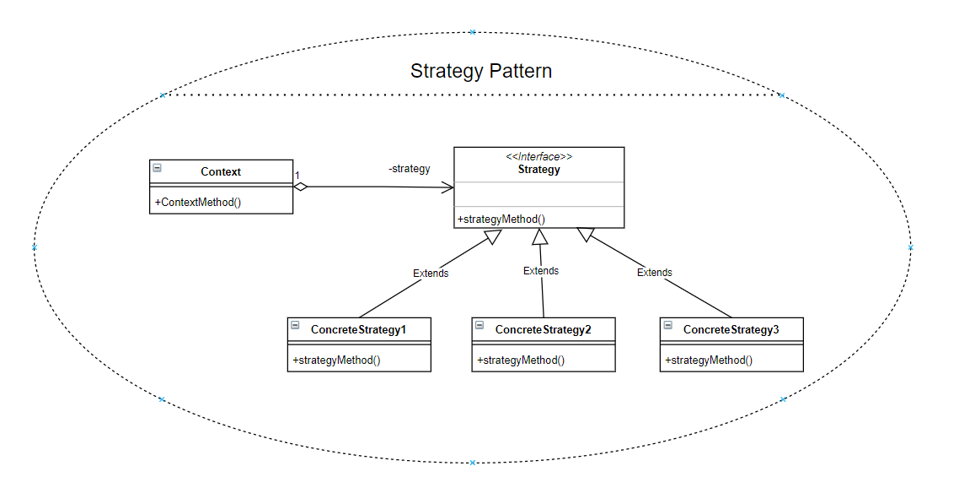 Strategy Pattern
<<Interface>>
Strategy
Context
1
-strategy
+ContextMethod()
+strategyMethod()
Extends
Extends
Extends
ConcreteStrategy1
ConcreteStrategy2
ConcreteStrategy3
+strategyMethod()
+strategyMethod()
+strategyMethod()